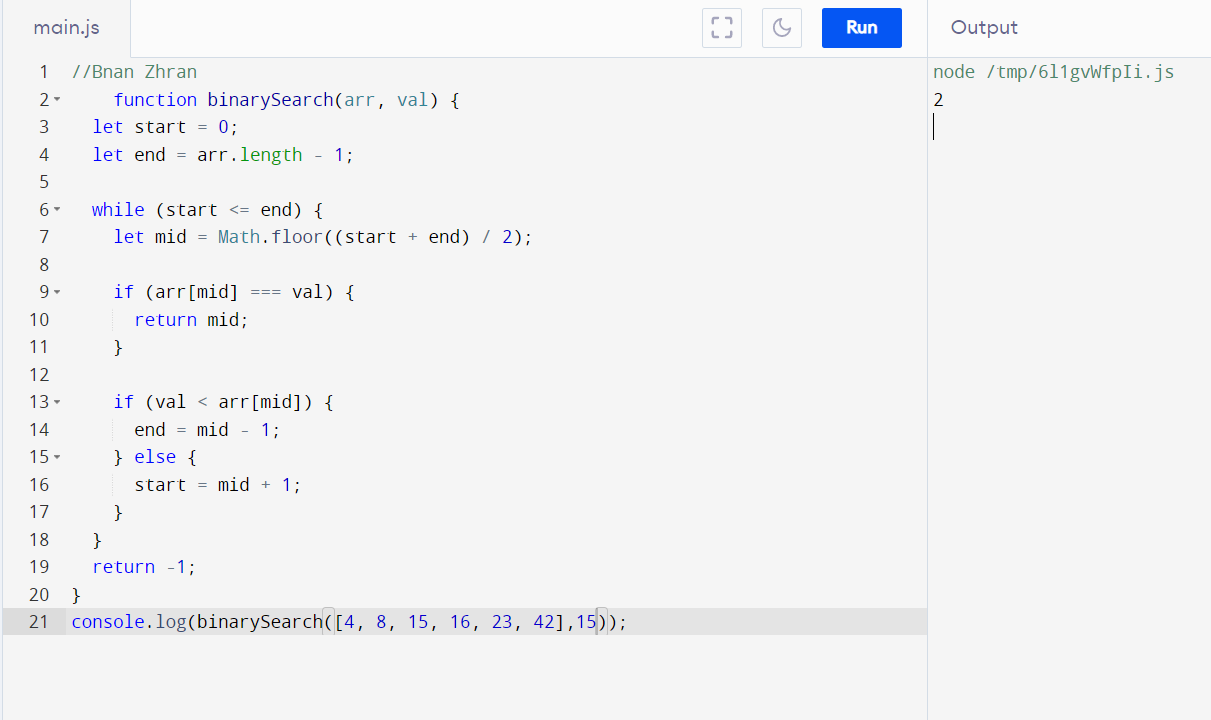 main.js Run Output
1 //Bnan Zhran
2 function binarySearch(arr, val) {
3 let start = 0;
4 let end = arr.length - 1;
5
6 while (start <= end) {
7 let mid = Math.floor((start + end) / 2);
8
9 if (arr[mid] === val) {
10 return mid;
11 }
12
13 if (val < arr[mid]) {
14 end = mid - 1;
15 } else {
16 start = mid + 1;
17 }
18 }
19 return -1;
20 }
21 console.log(binarySearch([4, 8, 15, 16, 23, 42],15));
node /tmp/6l1gvWfpIi.js
2